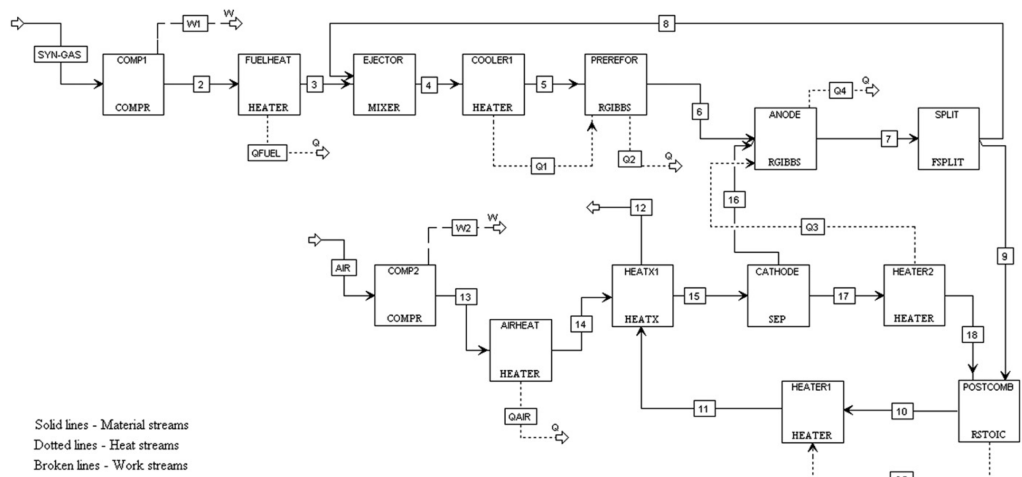 8
W1
W
SYN-GAS
COMP1
COMPR
2
FUELHEAT
HEATER
3
EJECTOR
MIXER
4
COOLER1
HEATER
5
PREREFOR
RGIBBS
6
Q4
Q
ANODE
RGIBBS
7
SPLIT
FSPLIT
QFUEL
Q
Q1
Q2
Q
16
12
Q3
9
W2
W
AIR
COMP2
COMPR
13
14
HEATX1
HEATX
15
CATHODE
SEP
17
HEATER2
HEATER
18
AIRHEAT
HEATER
QAIR
Q
11
HEATER1
HEATER
10
POSTCOMB
RSTOIC
Solid lines - Material streams
Dotted lines - Heat streams
Broken lines - Work streams